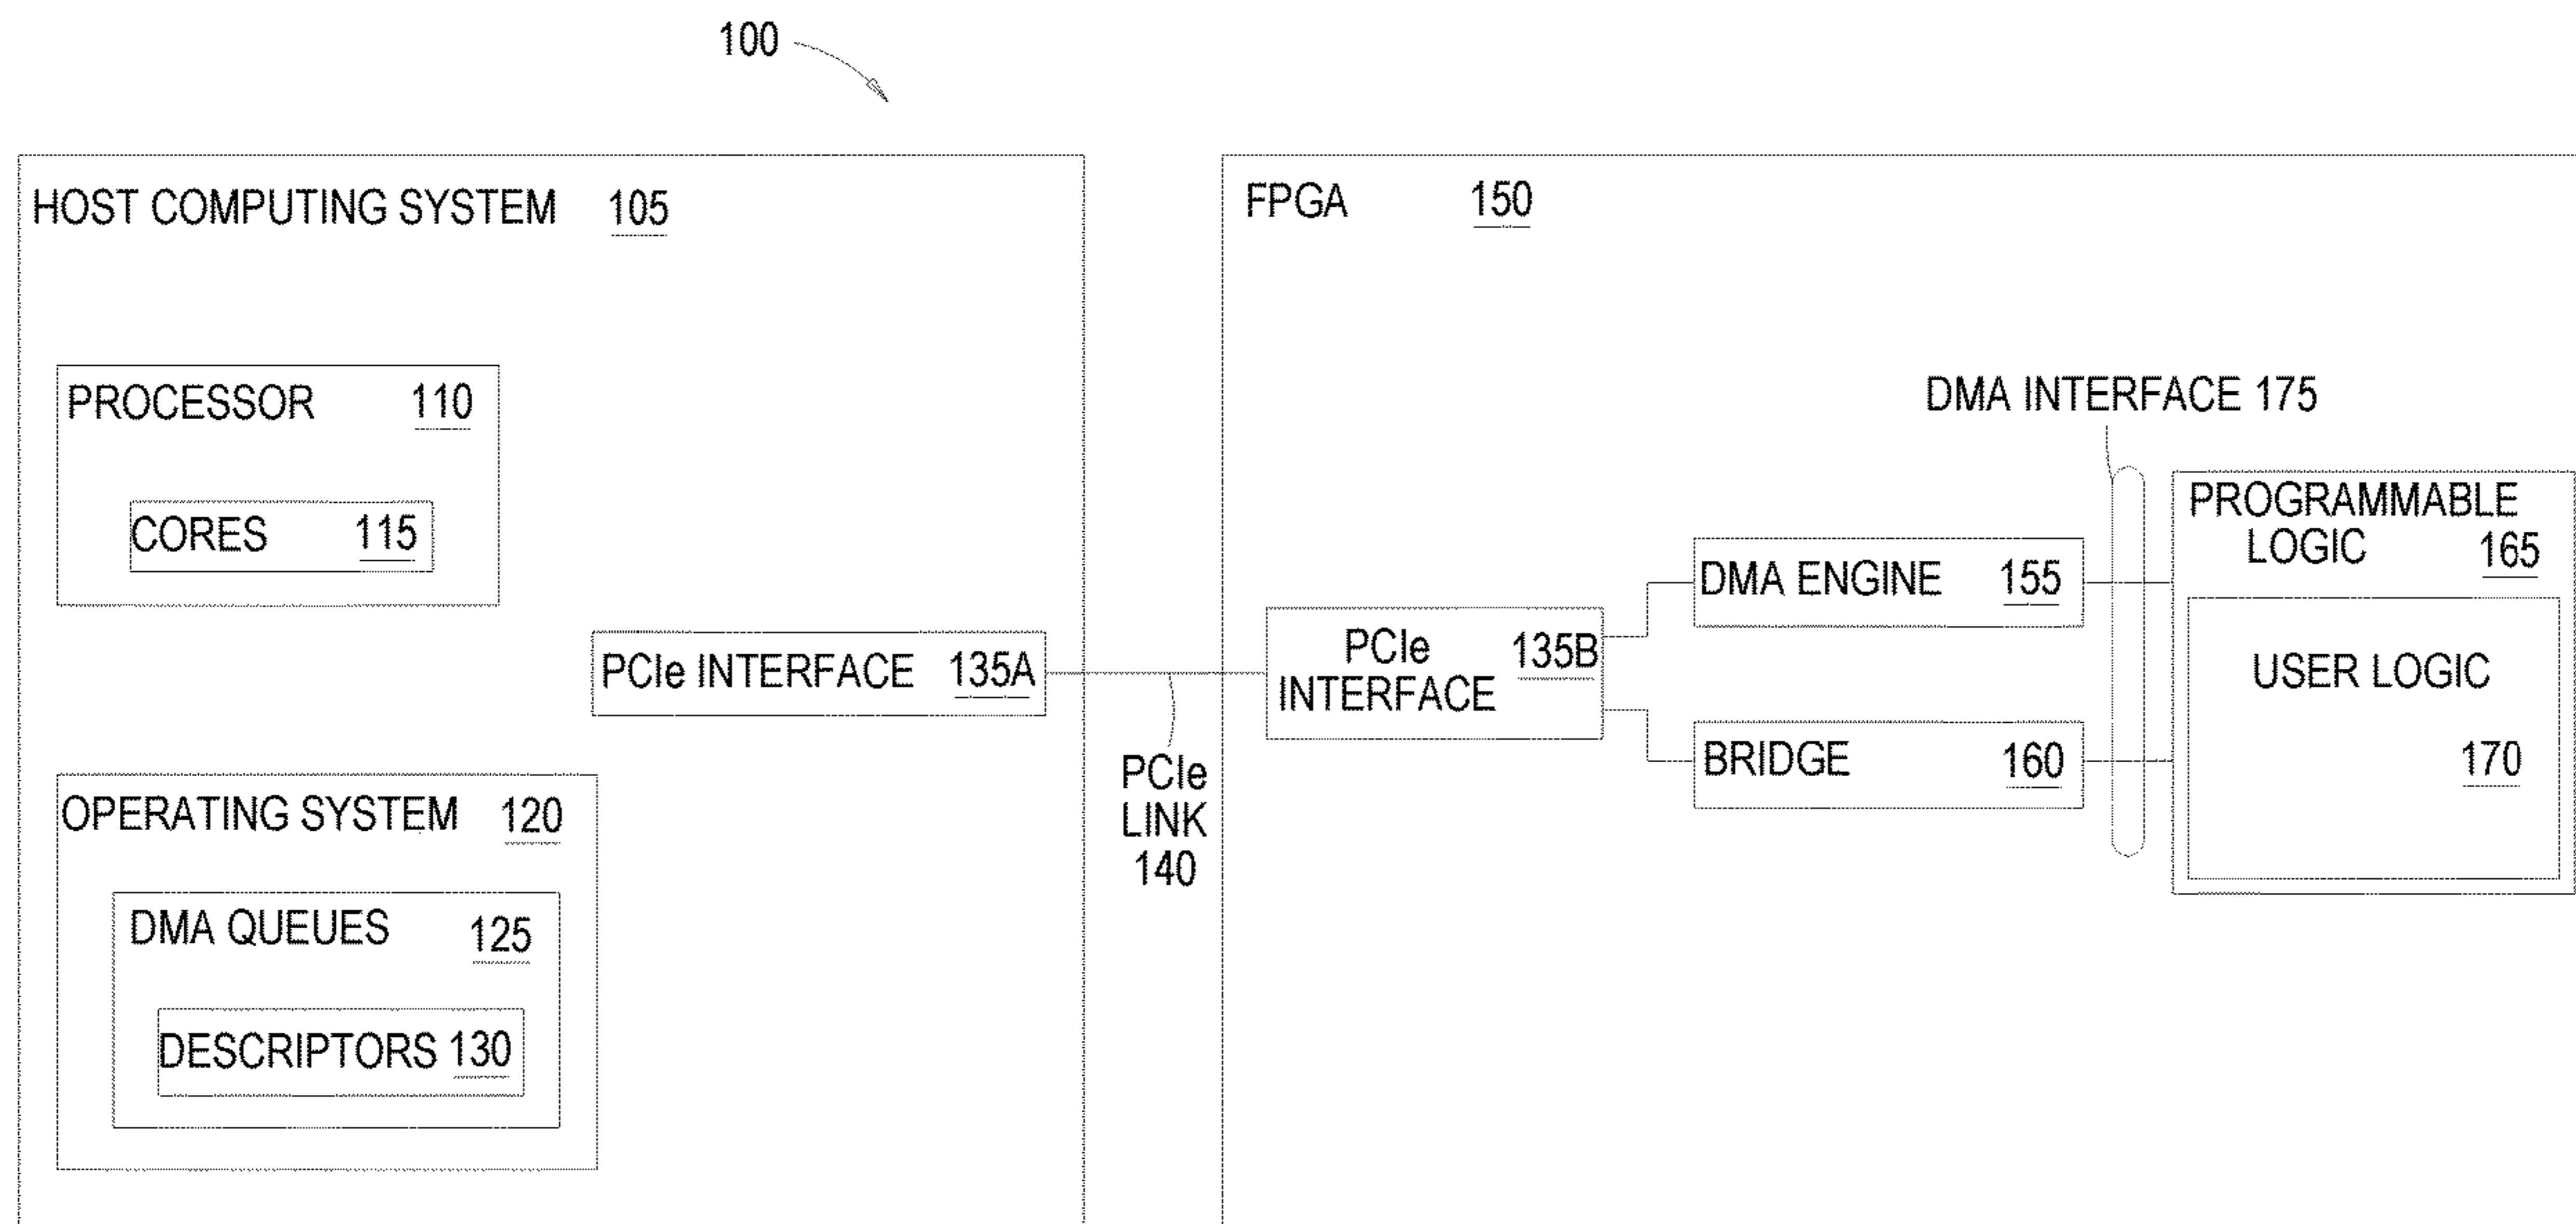 100
HOST COMPUTING SYSTEM 105
PROCESSOR 110
CORES 115
PCIe INTERFACE 135A
OPERATING SYSTEM 120
DMA QUEUES 125
DESCRIPTORS 130
PCIe
LINK
140
FPGA 150
PCIe
INTERFACE 135B
DMA ENGINE 155
BRIDGE 160
DMA INTERFACE 175
PROGRAMMABLE
LOGIC 165
USER LOGIC
170